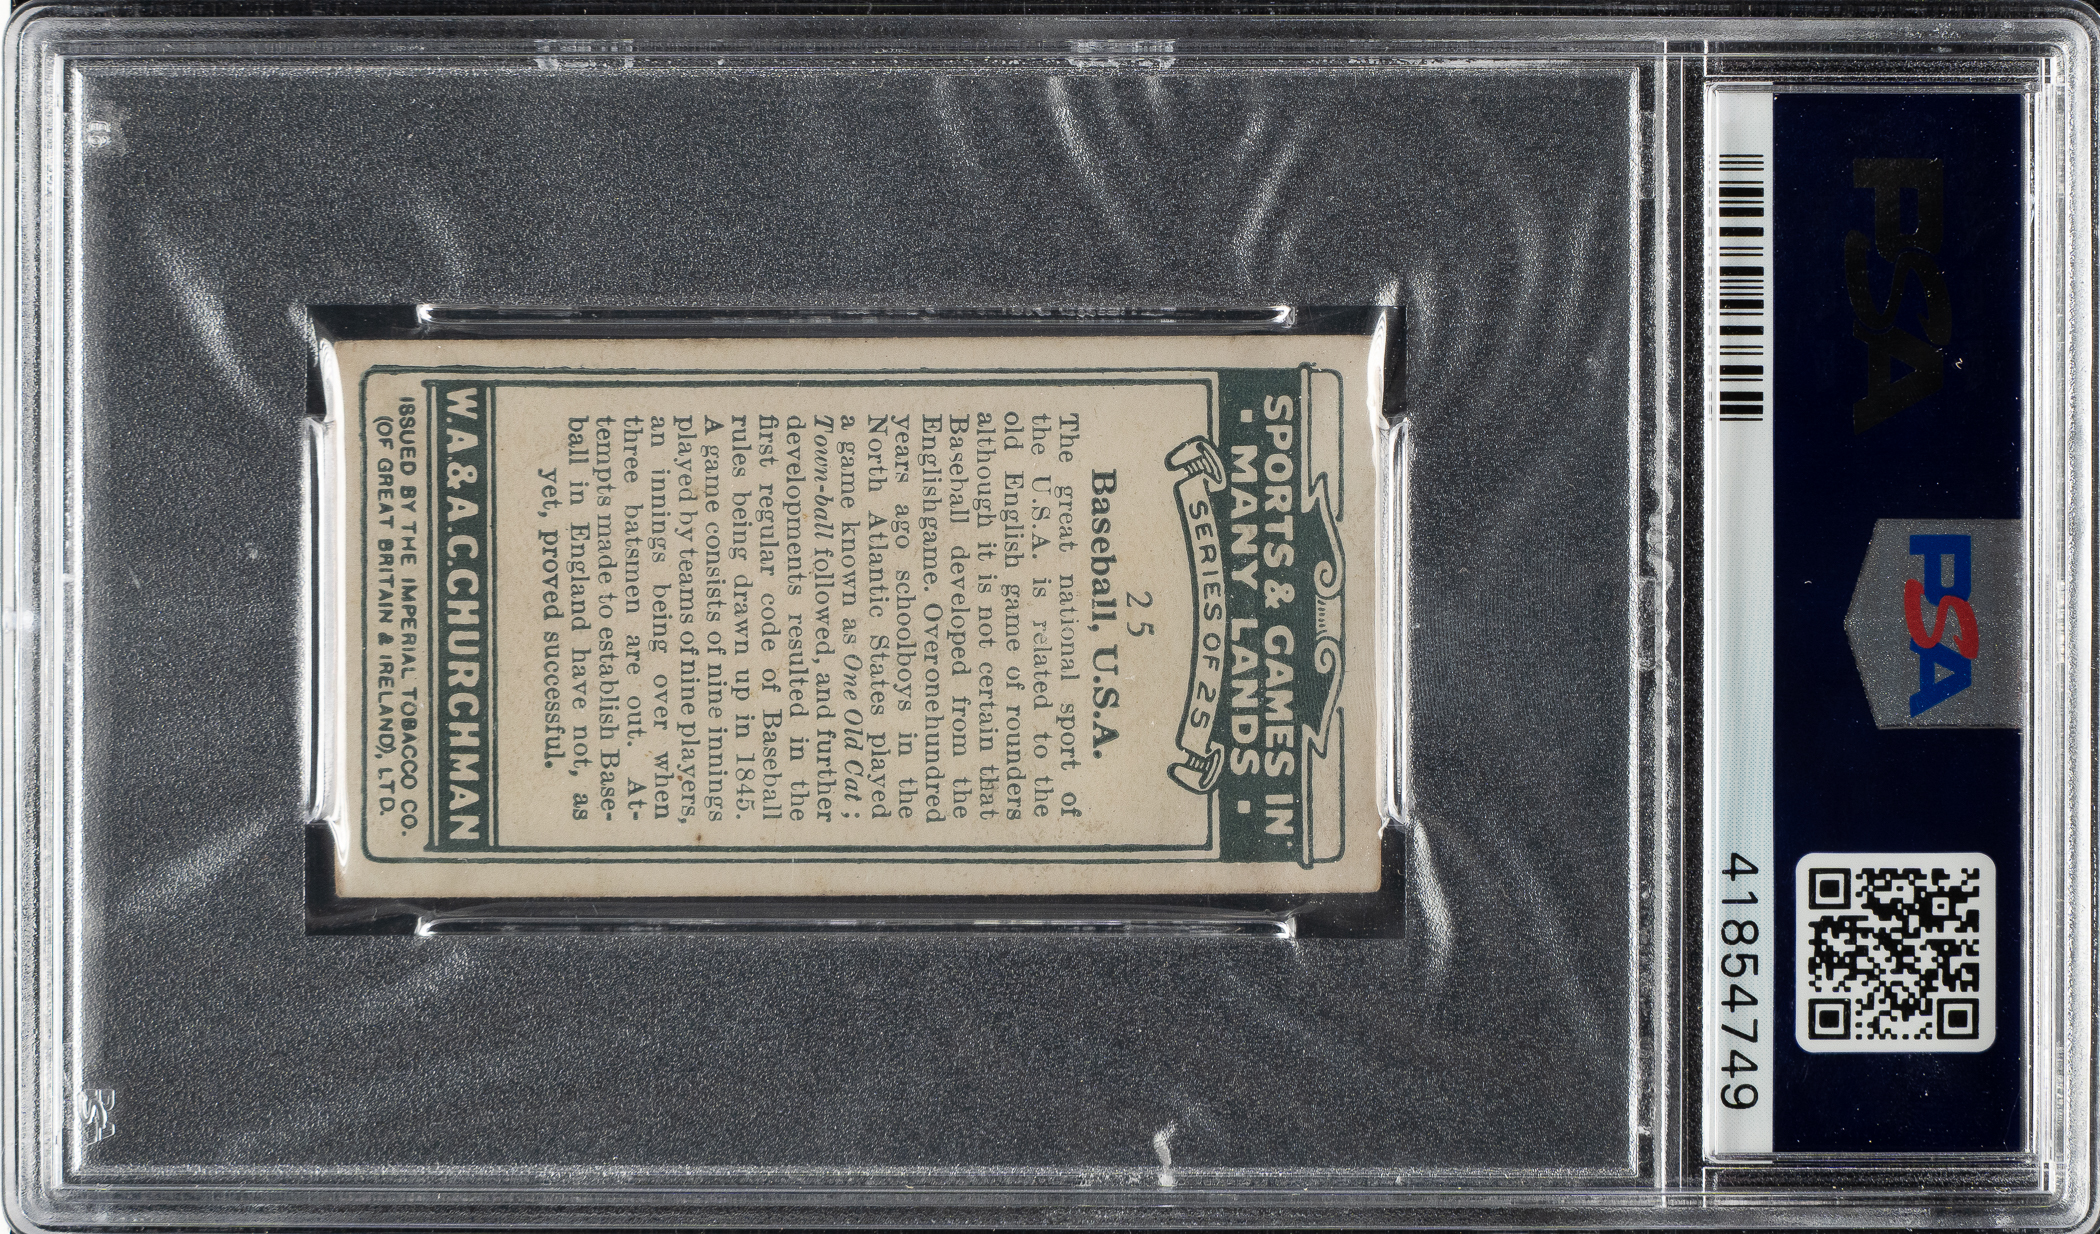 PSA
PSA
41854749
SPORTS & GAMES IN
· MANY LANDS ·
SERIES OF 25
25
Baseball, U.S.A.
The great national sport of
the U.S.A. is related to the
old English game of rounders
although it is not certain that
Baseball developed from the
English game. Over one hundred
years ago schoolboys in the
North Atlantic States played
a game known as One Old Cat;
Town-ball followed, and further
developments resulted in the
first regular code of Baseball
rules being drawn up in 1845.
A game consists of nine innings
played by teams of nine players,
an innings being over when
three batsmen are out. At-
tempts made to establish Base-
ball in England have not, as
yet, proved successful.
W.A. & A.C. CHURCHMAN
ISSUED BY THE IMPERIAL TOBACCO CO.
(OF GREAT BRITAIN & IRELAND), LTD.
PSA